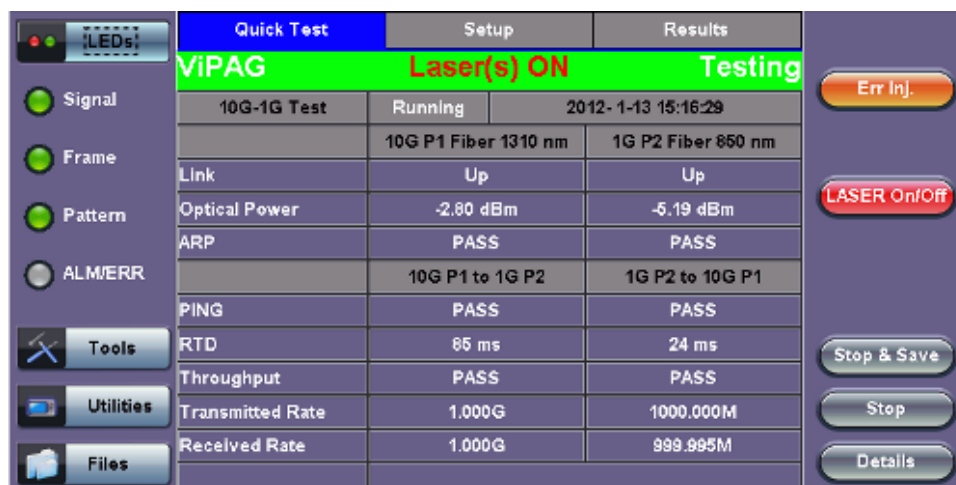 LEDs
Signal
Frame
Pattern
ALM/ERR
Tools
Utilities
Files
Quick Test Setup Results
ViPAG Laser(s) ON Testing
10G-1G Test Running 2012- 1-13 15:16:29
10G P1 Fiber 1310 nm 1G P2 Fiber 850 nm
Link Up Up
Optical Power -2.80 dBm -5.19 dBm
ARP PASS PASS
10G P1 to 1G P2 1G P2 to 10G P1
PING PASS PASS
RTD 85 ms 24 ms
Throughput PASS PASS
Transmitted Rate 1.000G 1000.000M
Received Rate 1.000G 999.995M
Err Inj.
LASER On/Off
Stop & Save
Stop
Details